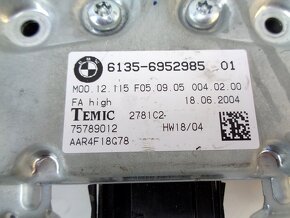 BMW
6135-6952985 01
M00.12.115 F05.09.05 004.02.00
FA high 18.06.2004
TEMIC 2781C2-
75789012 HW18/04
AAR4F18G78